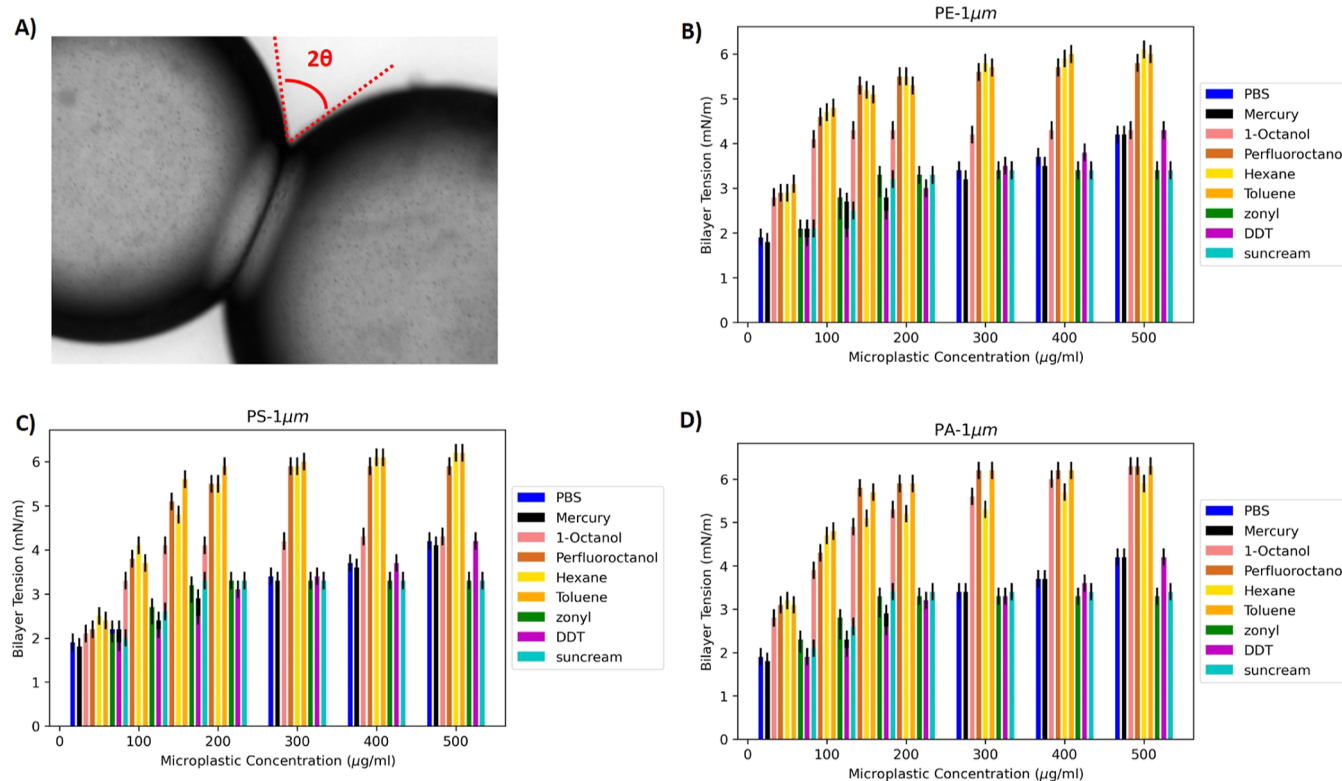 A)
2θ
B)
PE-1μm
Bilayer Tension (mN/m)
6
5
4
3
2
1
0
0 100 200 300 400 500
Microplastic Concentration (μg/ml)
PBS
Mercury
1-Octanol
Perfluoroctanol
Hexane
Toluene
zonyl
DDT
suncream
C)
PS-1μm
Bilayer Tension (mN/m)
6
5
4
3
2
1
0
0 100 200 300 400 500
Microplastic Concentration (μg/ml)
PBS
Mercury
1-Octanol
Perfluoroctanol
Hexane
Toluene
zonyl
DDT
suncream
D)
PA-1μm
Bilayer Tension (mN/m)
6
5
4
3
2
1
0
0 100 200 300 400 500
Microplastic Concentration (μg/ml)
PBS
Mercury
1-Octanol
Perfluoroctanol
Hexane
Toluene
zonyl
DDT
suncream